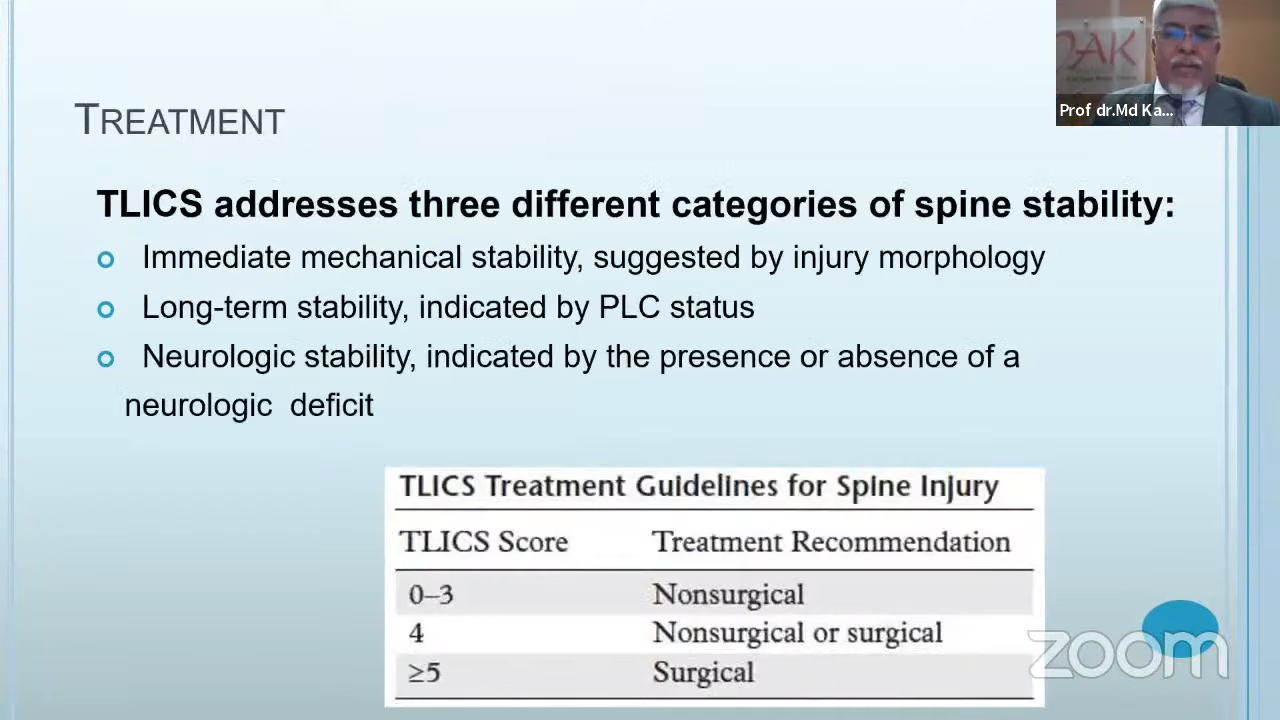 TREATMENT
TLICS addresses three different categories of spine stability:
Immediate mechanical stability, suggested by injury morphology
Long-term stability, indicated by PLC status
Neurologic stability, indicated by the presence or absence of a
neurologic deficit
TLICS Treatment Guidelines for Spine Injury
TLICS Score Treatment Recommendation
0–3 Nonsurgical
4 Nonsurgical or surgical
≥5 Surgical
Prof dr.Md Ka...
zoom